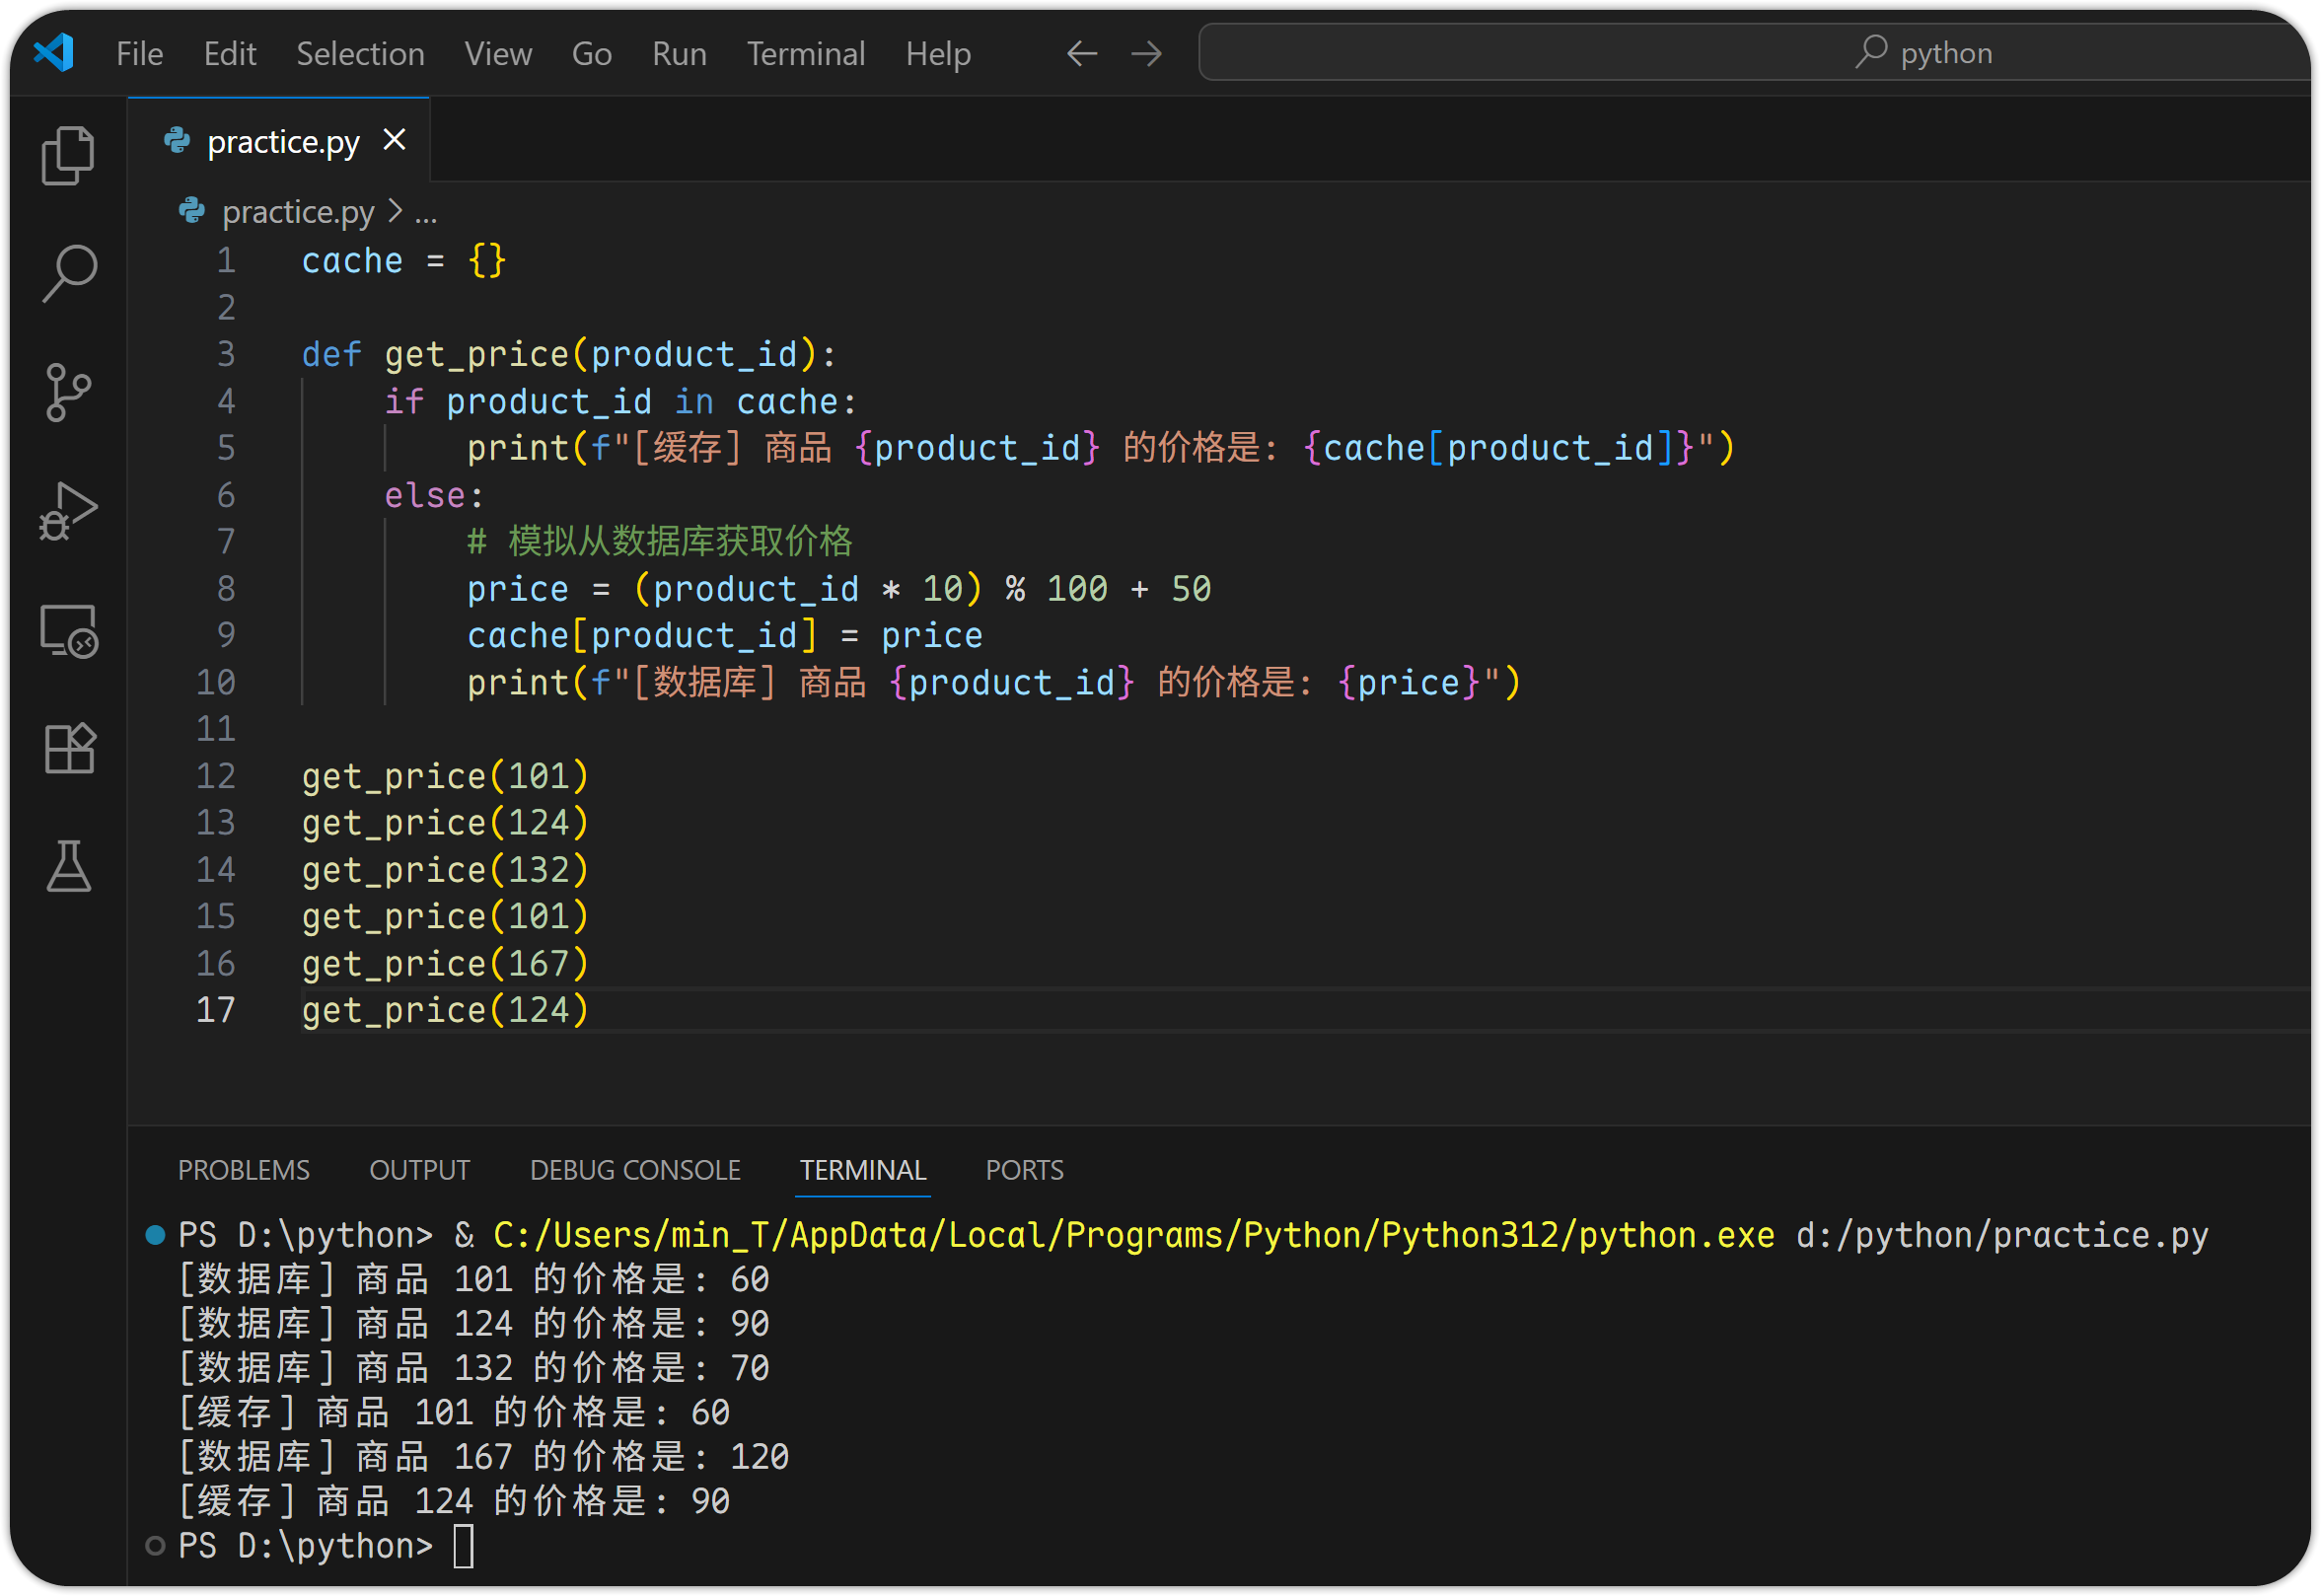 File Edit Selection View Go Run Terminal Help python
practice.py
practice.py > ...
1 cache = {}
2
3 def get_price(product_id):
4     if product_id in cache:
5         print(f"[缓存] 商品 {product_id} 的价格是: {cache[product_id]}")
6     else:
7         # 模拟从数据库获取价格
8         price = (product_id * 10) % 100 + 50
9         cache[product_id] = price
10         print(f"[数据库] 商品 {product_id} 的价格是: {price}")
11
12 get_price(101)
13 get_price(124)
14 get_price(132)
15 get_price(101)
16 get_price(167)
17 get_price(124)
PROBLEMS OUTPUT DEBUG CONSOLE TERMINAL PORTS
PS D:\python> & C:/Users/min_T/AppData/Local/Programs/Python/Python312/python.exe d:/python/practice.py
[数据库] 商品 101 的价格是: 60
[数据库] 商品 124 的价格是: 90
[数据库] 商品 132 的价格是: 70
[缓存] 商品 101 的价格是: 60
[数据库] 商品 167 的价格是: 120
[缓存] 商品 124 的价格是: 90
PS D:\python>